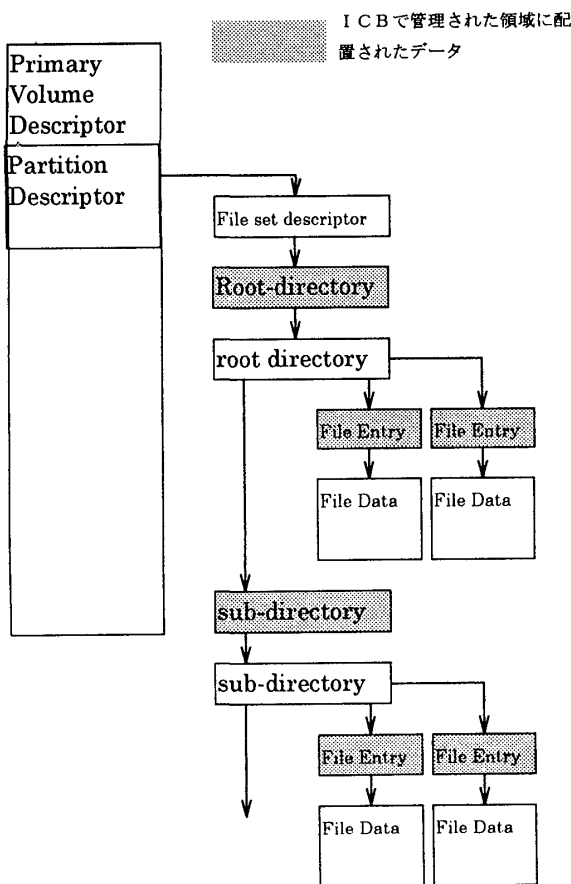 ＩＣＢで管理された領域に配
置されたデータ
Primary
Volume
Descriptor
Partition
Descriptor
File set descriptor
Root-directory
root directory
File Entry
File Entry
File Data
File Data
sub-directory
sub-directory
File Entry
File Entry
File Data
File Data